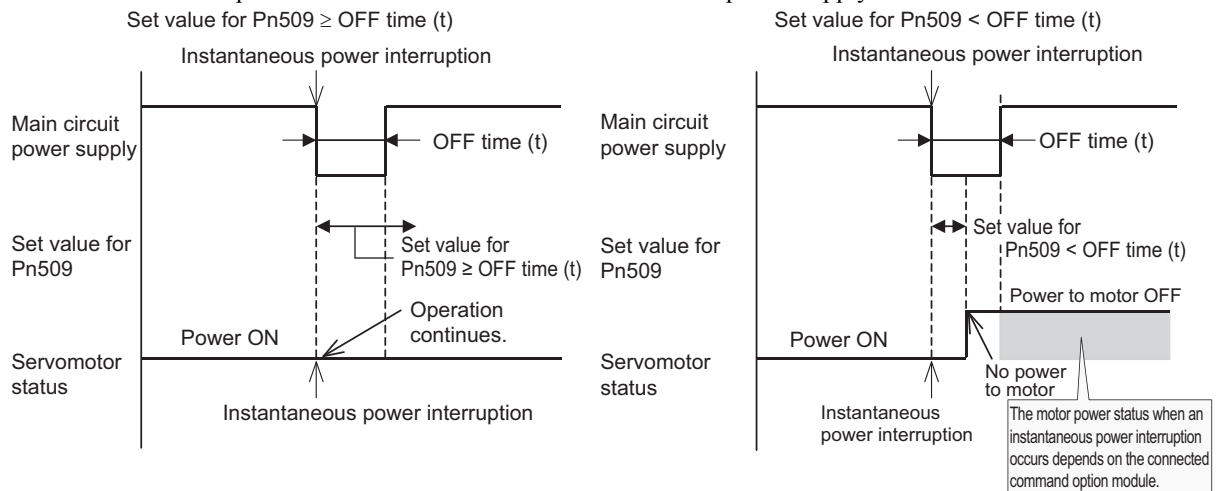 Set value for Pn509 ≥ OFF time (t)
Instantaneous power interruption
Main circuit
power supply
OFF time (t)
Set value for
Pn509
Set value for
Pn509 ≥ OFF time (t)
Operation
continues.
Power ON
Servomotor
status
Instantaneous power interruption
Set value for Pn509 < OFF time (t)
Instantaneous power interruption
Main circuit
power supply
OFF time (t)
Set value for
Pn509
Set value for
Pn509 < OFF time (t)
Power to motor OFF
Power ON
Servomotor
status
No power
to motor
Instantaneous
power interruption
The motor power status when an
instantaneous power interruption
occurs depends on the connected
command option module.